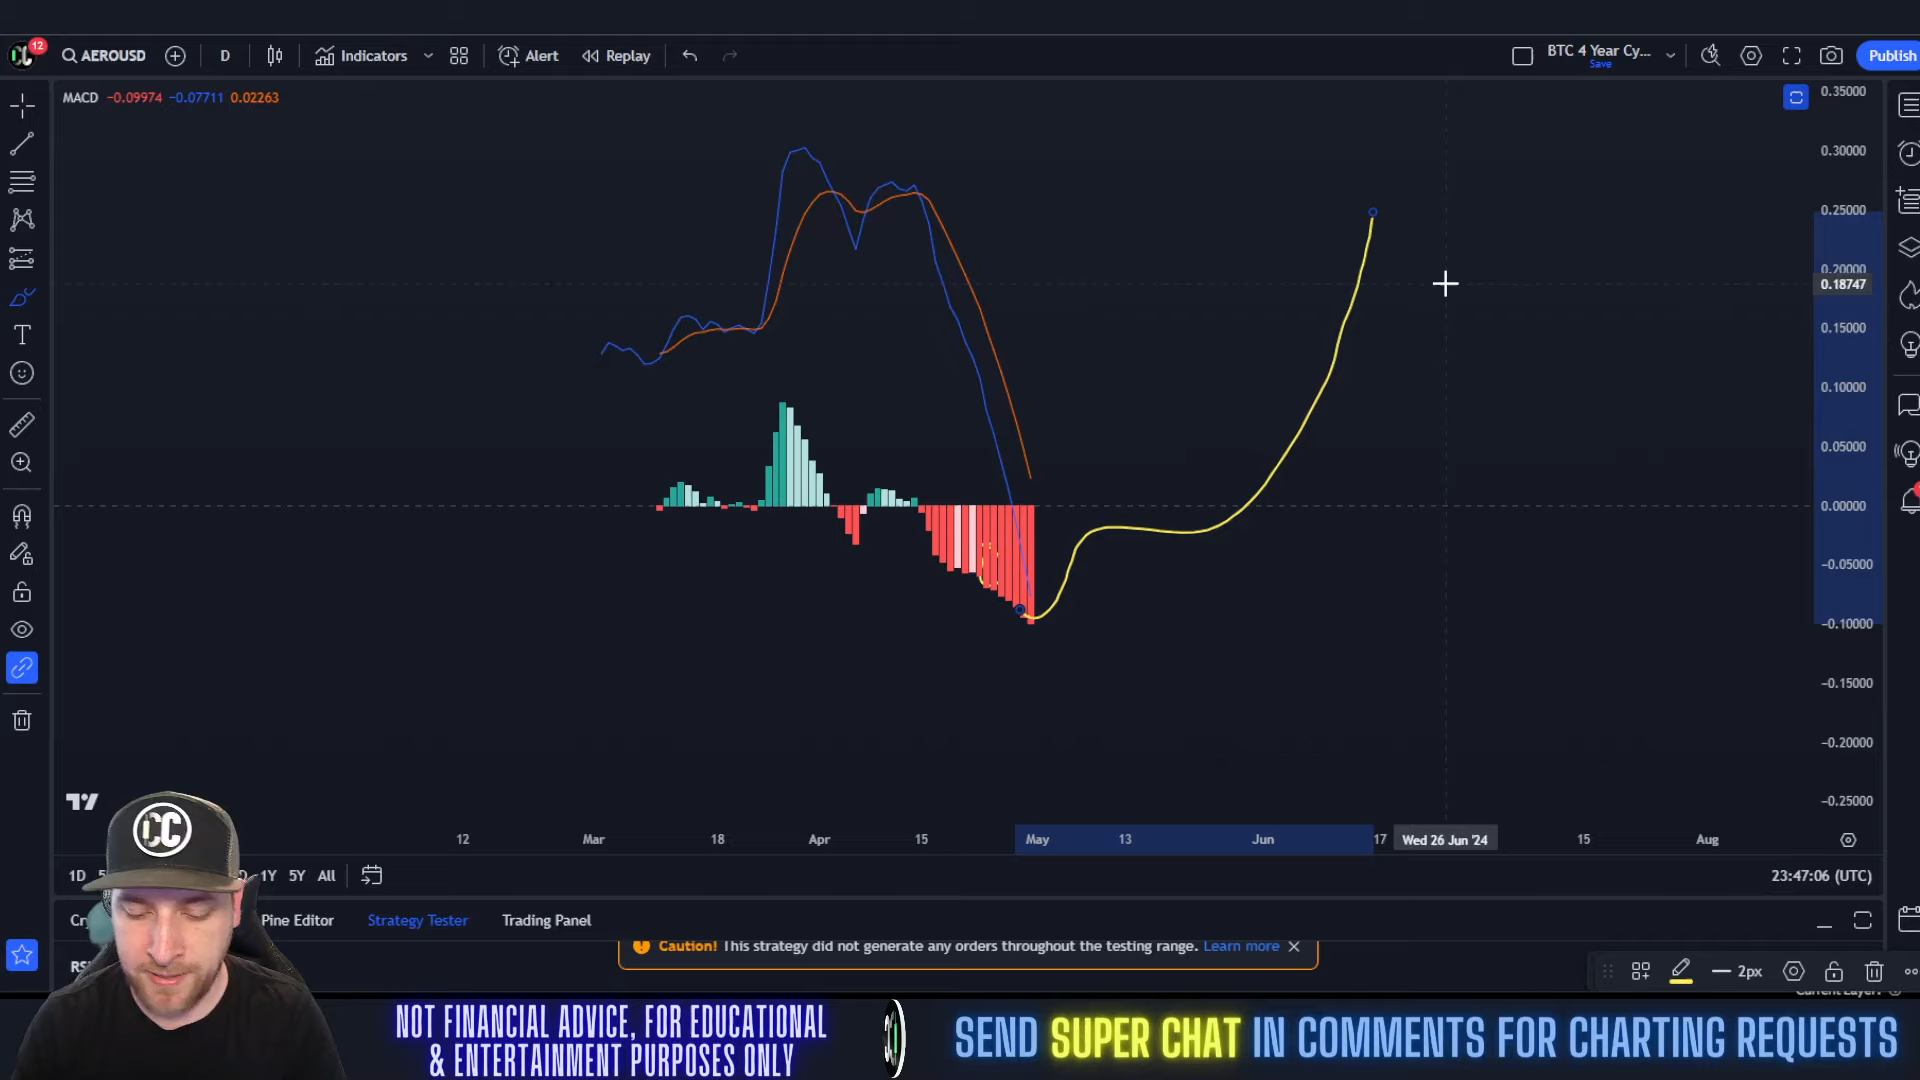 12
AEROUSD
D
Indicators
Alert
Replay
BTC 4 Year Cy...
Save
Publish
MACD −0.09974 −0.07711 0.02263
0.35000
0.30000
0.25000
0.20000
0.18747
0.15000
0.10000
0.05000
0.00000
−0.05000
−0.10000
−0.15000
−0.20000
−0.25000
12 Mar 18 Apr 15 May 13 Jun 17 Wed 26 Jun '24 15 Aug
1D 1Y 5Y All
23:47:06 (UTC)
Pine Editor Strategy Tester Trading Panel
Caution! This strategy did not generate any orders throughout the testing range. Learn more
2px
CC
NOT FINANCIAL ADVICE, FOR EDUCATIONAL
& ENTERTAINMENT PURPOSES ONLY
SEND SUPER CHAT IN COMMENTS FOR CHARTING REQUESTS